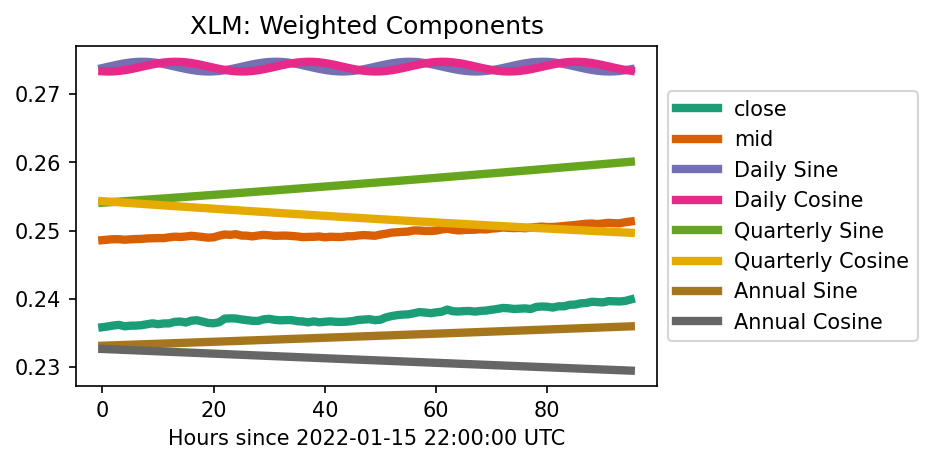 XLM: Weighted Components
0.27
0.26
0.25
0.24
0.23
0 20 40 60 80
Hours since 2022-01-15 22:00:00 UTC
close
mid
Daily Sine
Daily Cosine
Quarterly Sine
Quarterly Cosine
Annual Sine
Annual Cosine